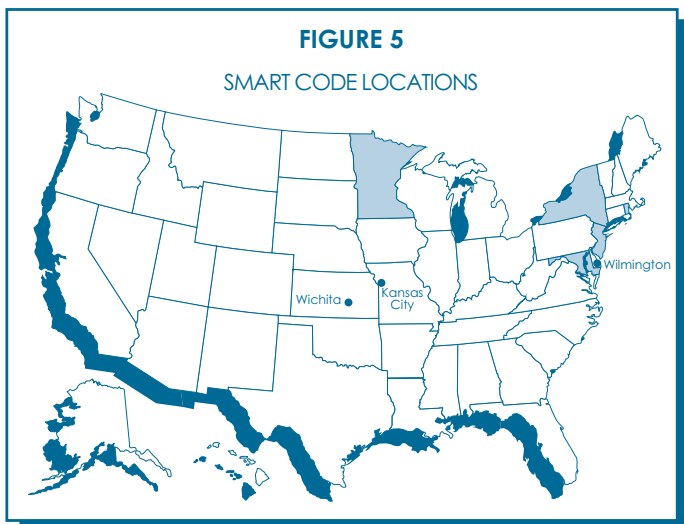 FIGURE 5
SMART CODE LOCATIONS
Wilmington
Wichita
Kansas
City